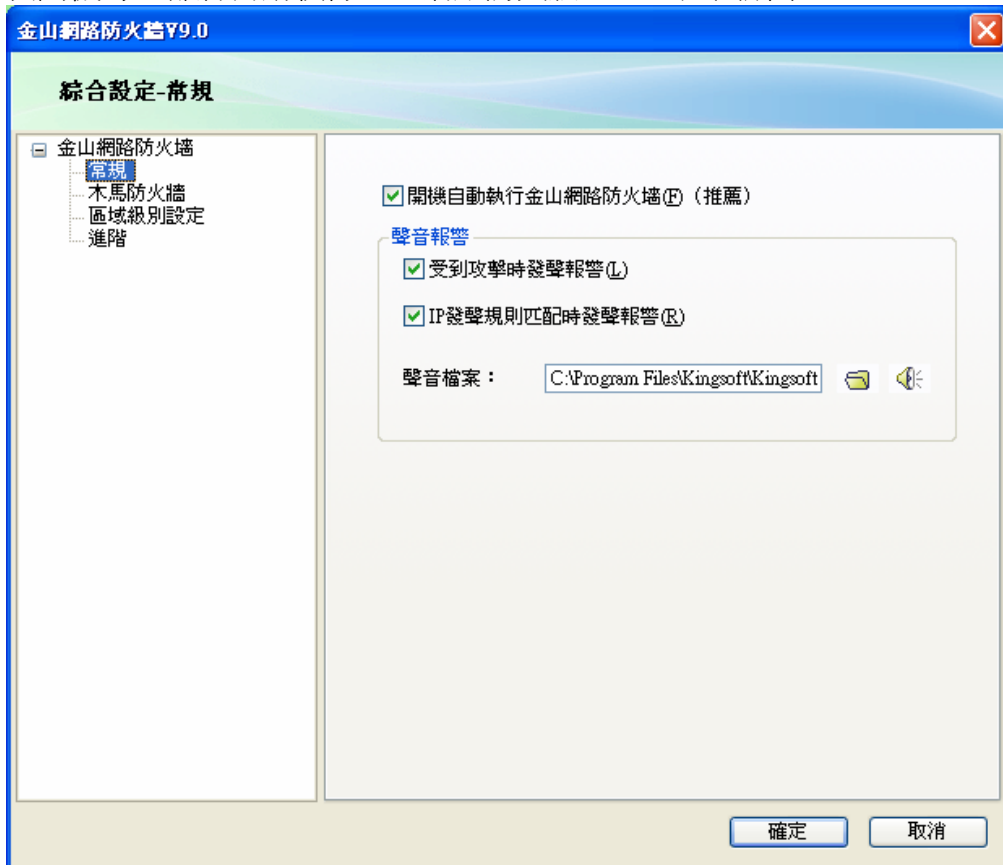 金山網路防火牆V9.0
綜合設定-常規
金山網路防火墙
常規
木馬防火牆
區域級別設定
進階
開機自動執行金山網路防火墙(F)（推薦）
聲音報警
受到攻擊時發聲報警(L)
IP發聲規則匹配時發聲報警(R)
聲音檔案：
C:\Program Files\Kingsoft\Kingsoft
確定
取消